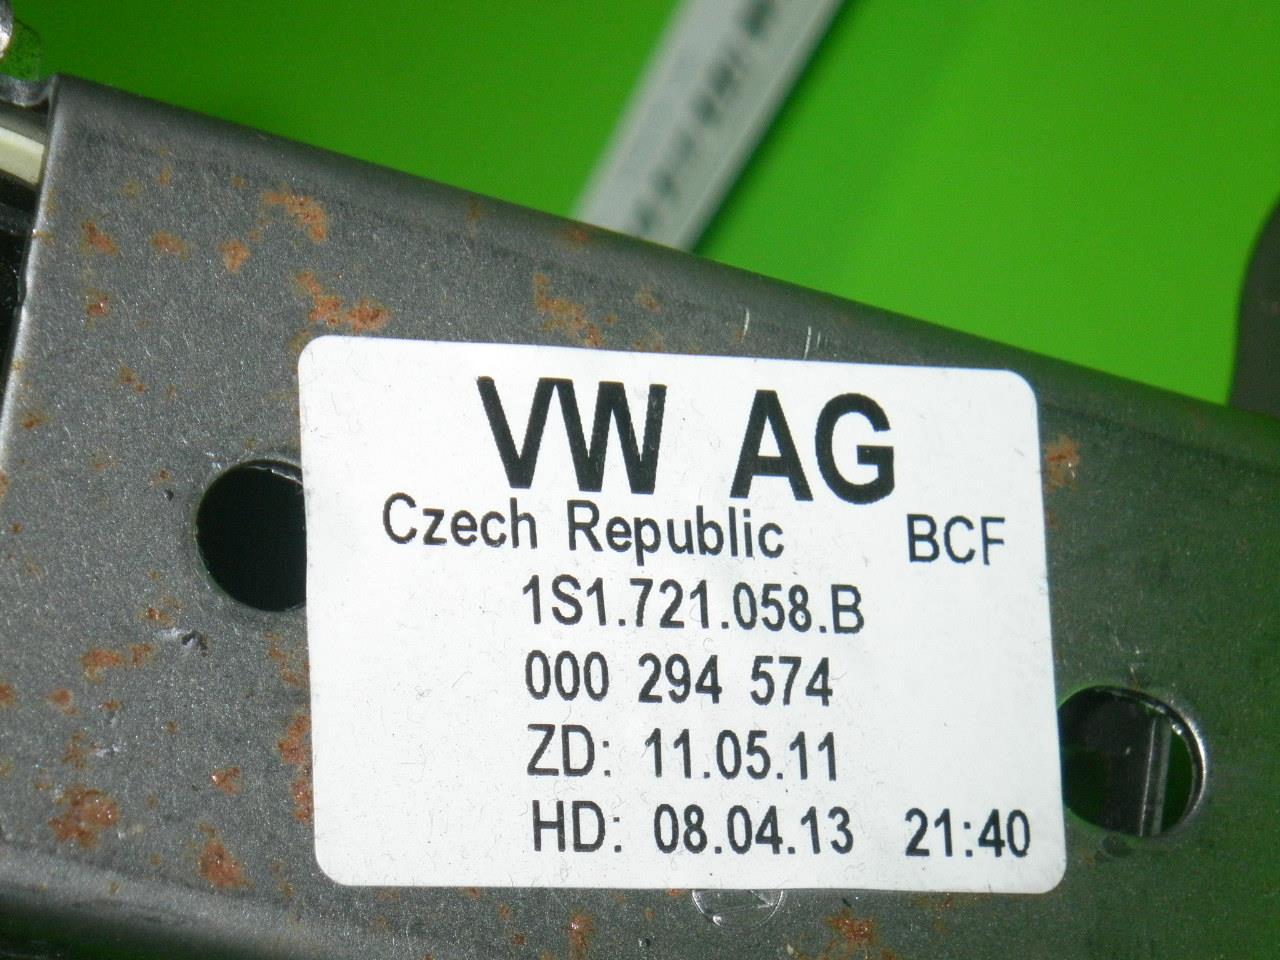 VW AG
Czech Republic BCF
1S1.721.058.B
000 294 574
ZD: 11.05.11
HD: 08.04.13 21:40